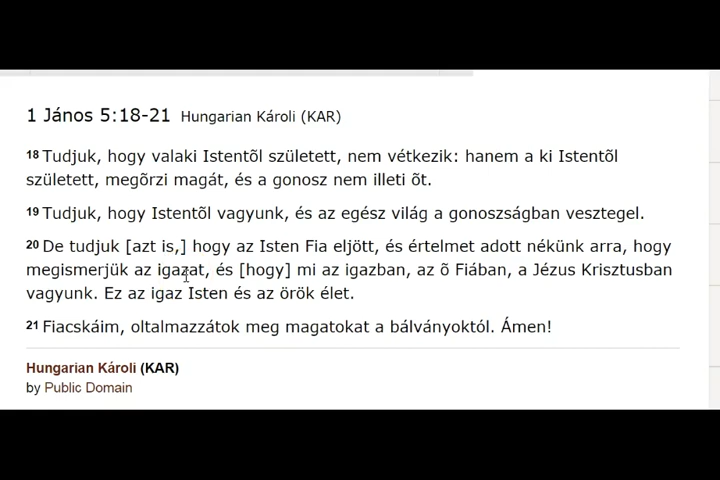 1 János 5:18-21 Hungarian Károli (KAR)
18 Tudjuk, hogy valaki Istentõl született, nem vétkezik: hanem a ki Istentõl
született, megõrzi magát, és a gonosz nem illeti õt.
19 Tudjuk, hogy Istentõl vagyunk, és az egész világ a gonoszságban vesztegel.
20 De tudjuk [azt is,] hogy az Isten Fia eljött, és értelmet adott nékünk arra, hogy
megismerjük az igazat, és [hogy] mi az igazban, az õ Fiában, a Jézus Krisztusban
vagyunk. Ez az igaz Isten és az örök élet.
21 Fiacskáim, oltalmazzátok meg magatokat a bálványoktól. Ámen!
Hungarian Károli (KAR)
by Public Domain